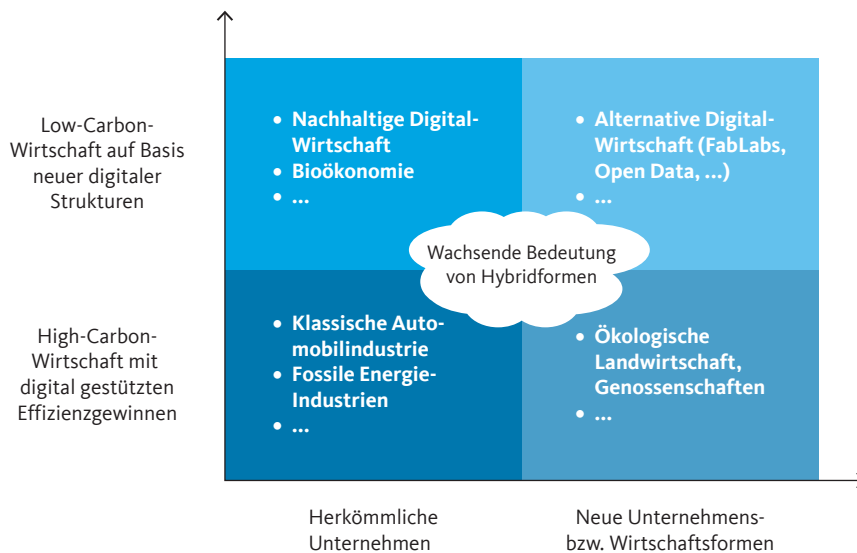 Low-Carbon-
Wirtschaft auf Basis
neuer digitaler
Strukturen
• Nachhaltige Digital-
Wirtschaft
• Bioökonomie
• ...
• Alternative Digital-
Wirtschaft (FabLabs,
Open Data, ...)
• ...
Wachsende Bedeutung
von Hybridformen
High-Carbon-
Wirtschaft mit
digital gestützten
Effizienzgewinnen
• Klassische Auto-
mobilindustrie
• Fossile Energie-
Industrien
• ...
• Ökologische
Landwirtschaft,
Genossenschaften
• ...
Herkömmliche
Unternehmen
Neue Unternehmens-
bzw. Wirtschaftsformen